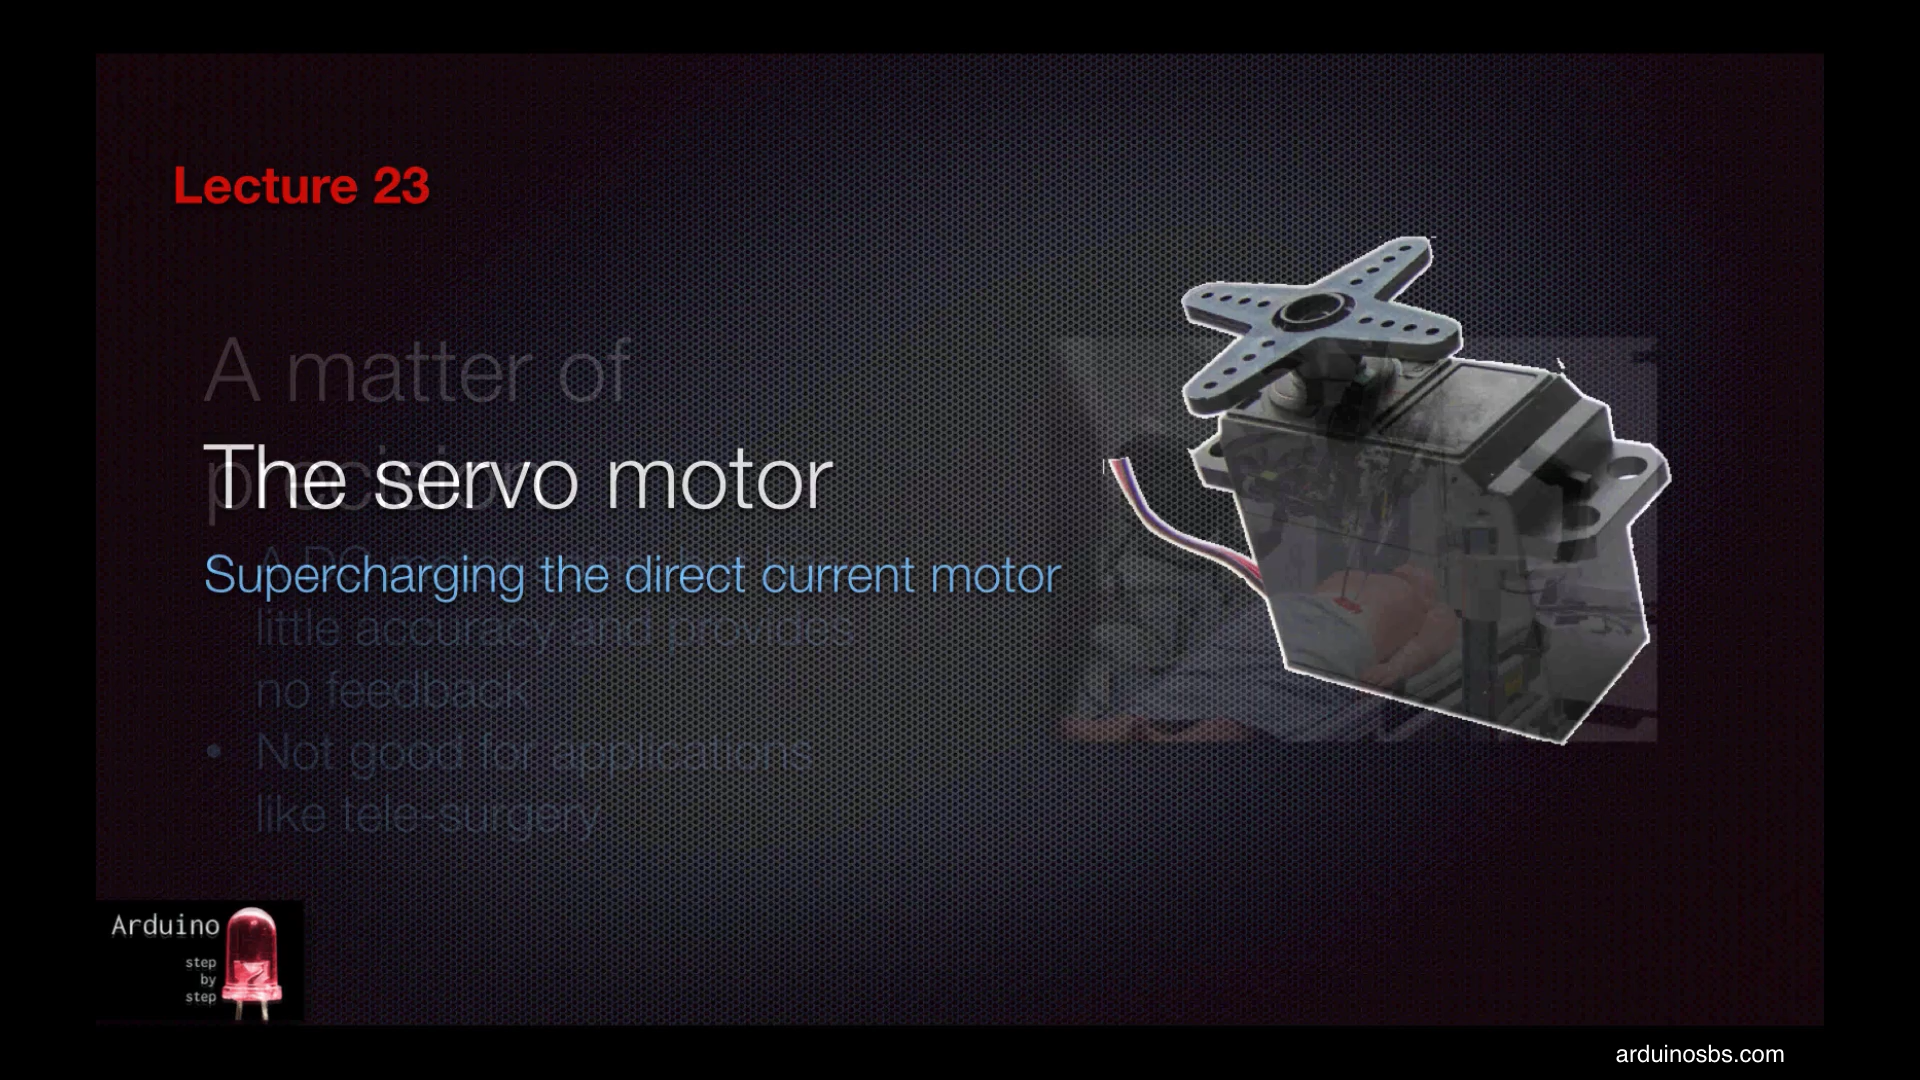 Lecture 23
A matter of
The servo motor
Supercharging the direct current motor
little accuracy and provides
no feedback
• Not good for applications
like tele-surgery
Arduino
step
by
step
arduinosbs.com